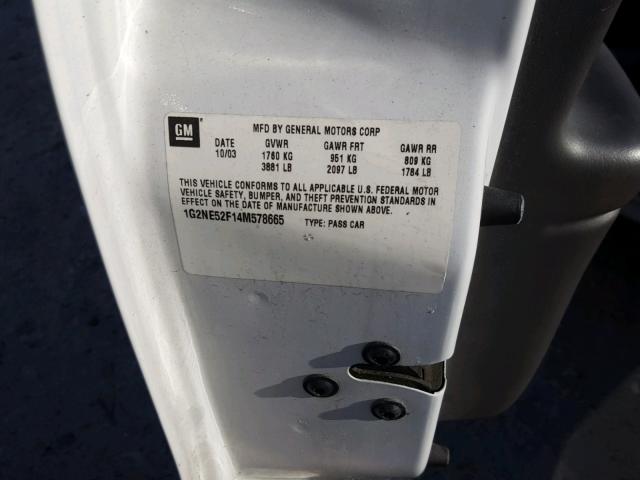 GM
MFD BY GENERAL MOTORS CORP
DATE GVWR GAWR FRT GAWR RR
10/03 1760 KG 951 KG 809 KG
3881 LB 2097 LB 1784 LB
THIS VEHICLE CONFORMS TO ALL APPLICABLE U.S. FEDERAL MOTOR
VEHICLE SAFETY, BUMPER, AND THEFT PREVENTION STANDARDS IN
EFFECT ON THE DATE OF MANUFACTURE SHOWN ABOVE.
1G2NE52F14M578665 TYPE: PASS CAR